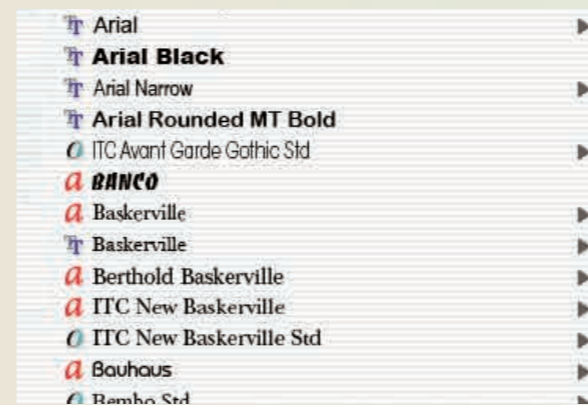 Arial
Arial Black
Arial Narrow
Arial Rounded MT Bold
ITC Avant Garde Gothic Std
BANCO
Baskerville
Baskerville
Berthold Baskerville
ITC New Baskerville
ITC New Baskerville Std
Bauhaus
Bembo Std